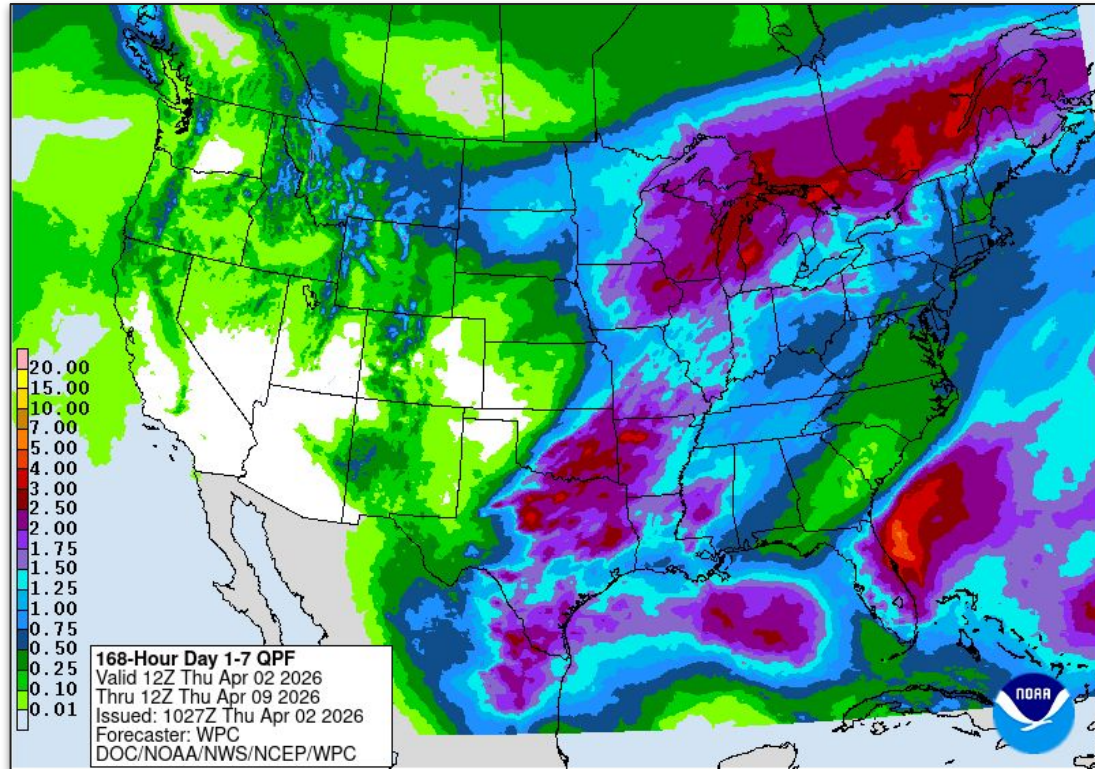 20.00
15.00
10.00
7.00
5.00
4.00
3.00
2.50
2.00
1.75
1.50
1.25
1.00
0.75
0.50
0.25
0.10
0.01
168-Hour Day 1-7 QPF
Valid 12Z Thu Apr 02 2026
Thru 12Z Thu Apr 09 2026
Issued: 1027Z Thu Apr 02 2026
Forecaster: WPC
DOC/NOAA/NWS/NCEP/WPC
NOAA